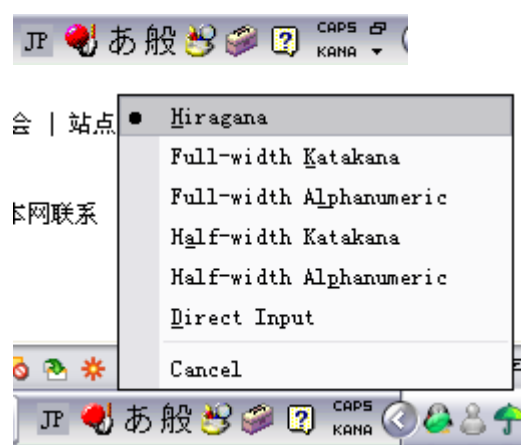 JP あ 般 ? CAPS KANA
会 | 站点
Hiragana
Full-width Katakana
Full-width Alphanumeric
本网联系
Half-width Katakana
Half-width Alphanumeric
Direct Input
Cancel
JP あ 般 ? CAPS KANA